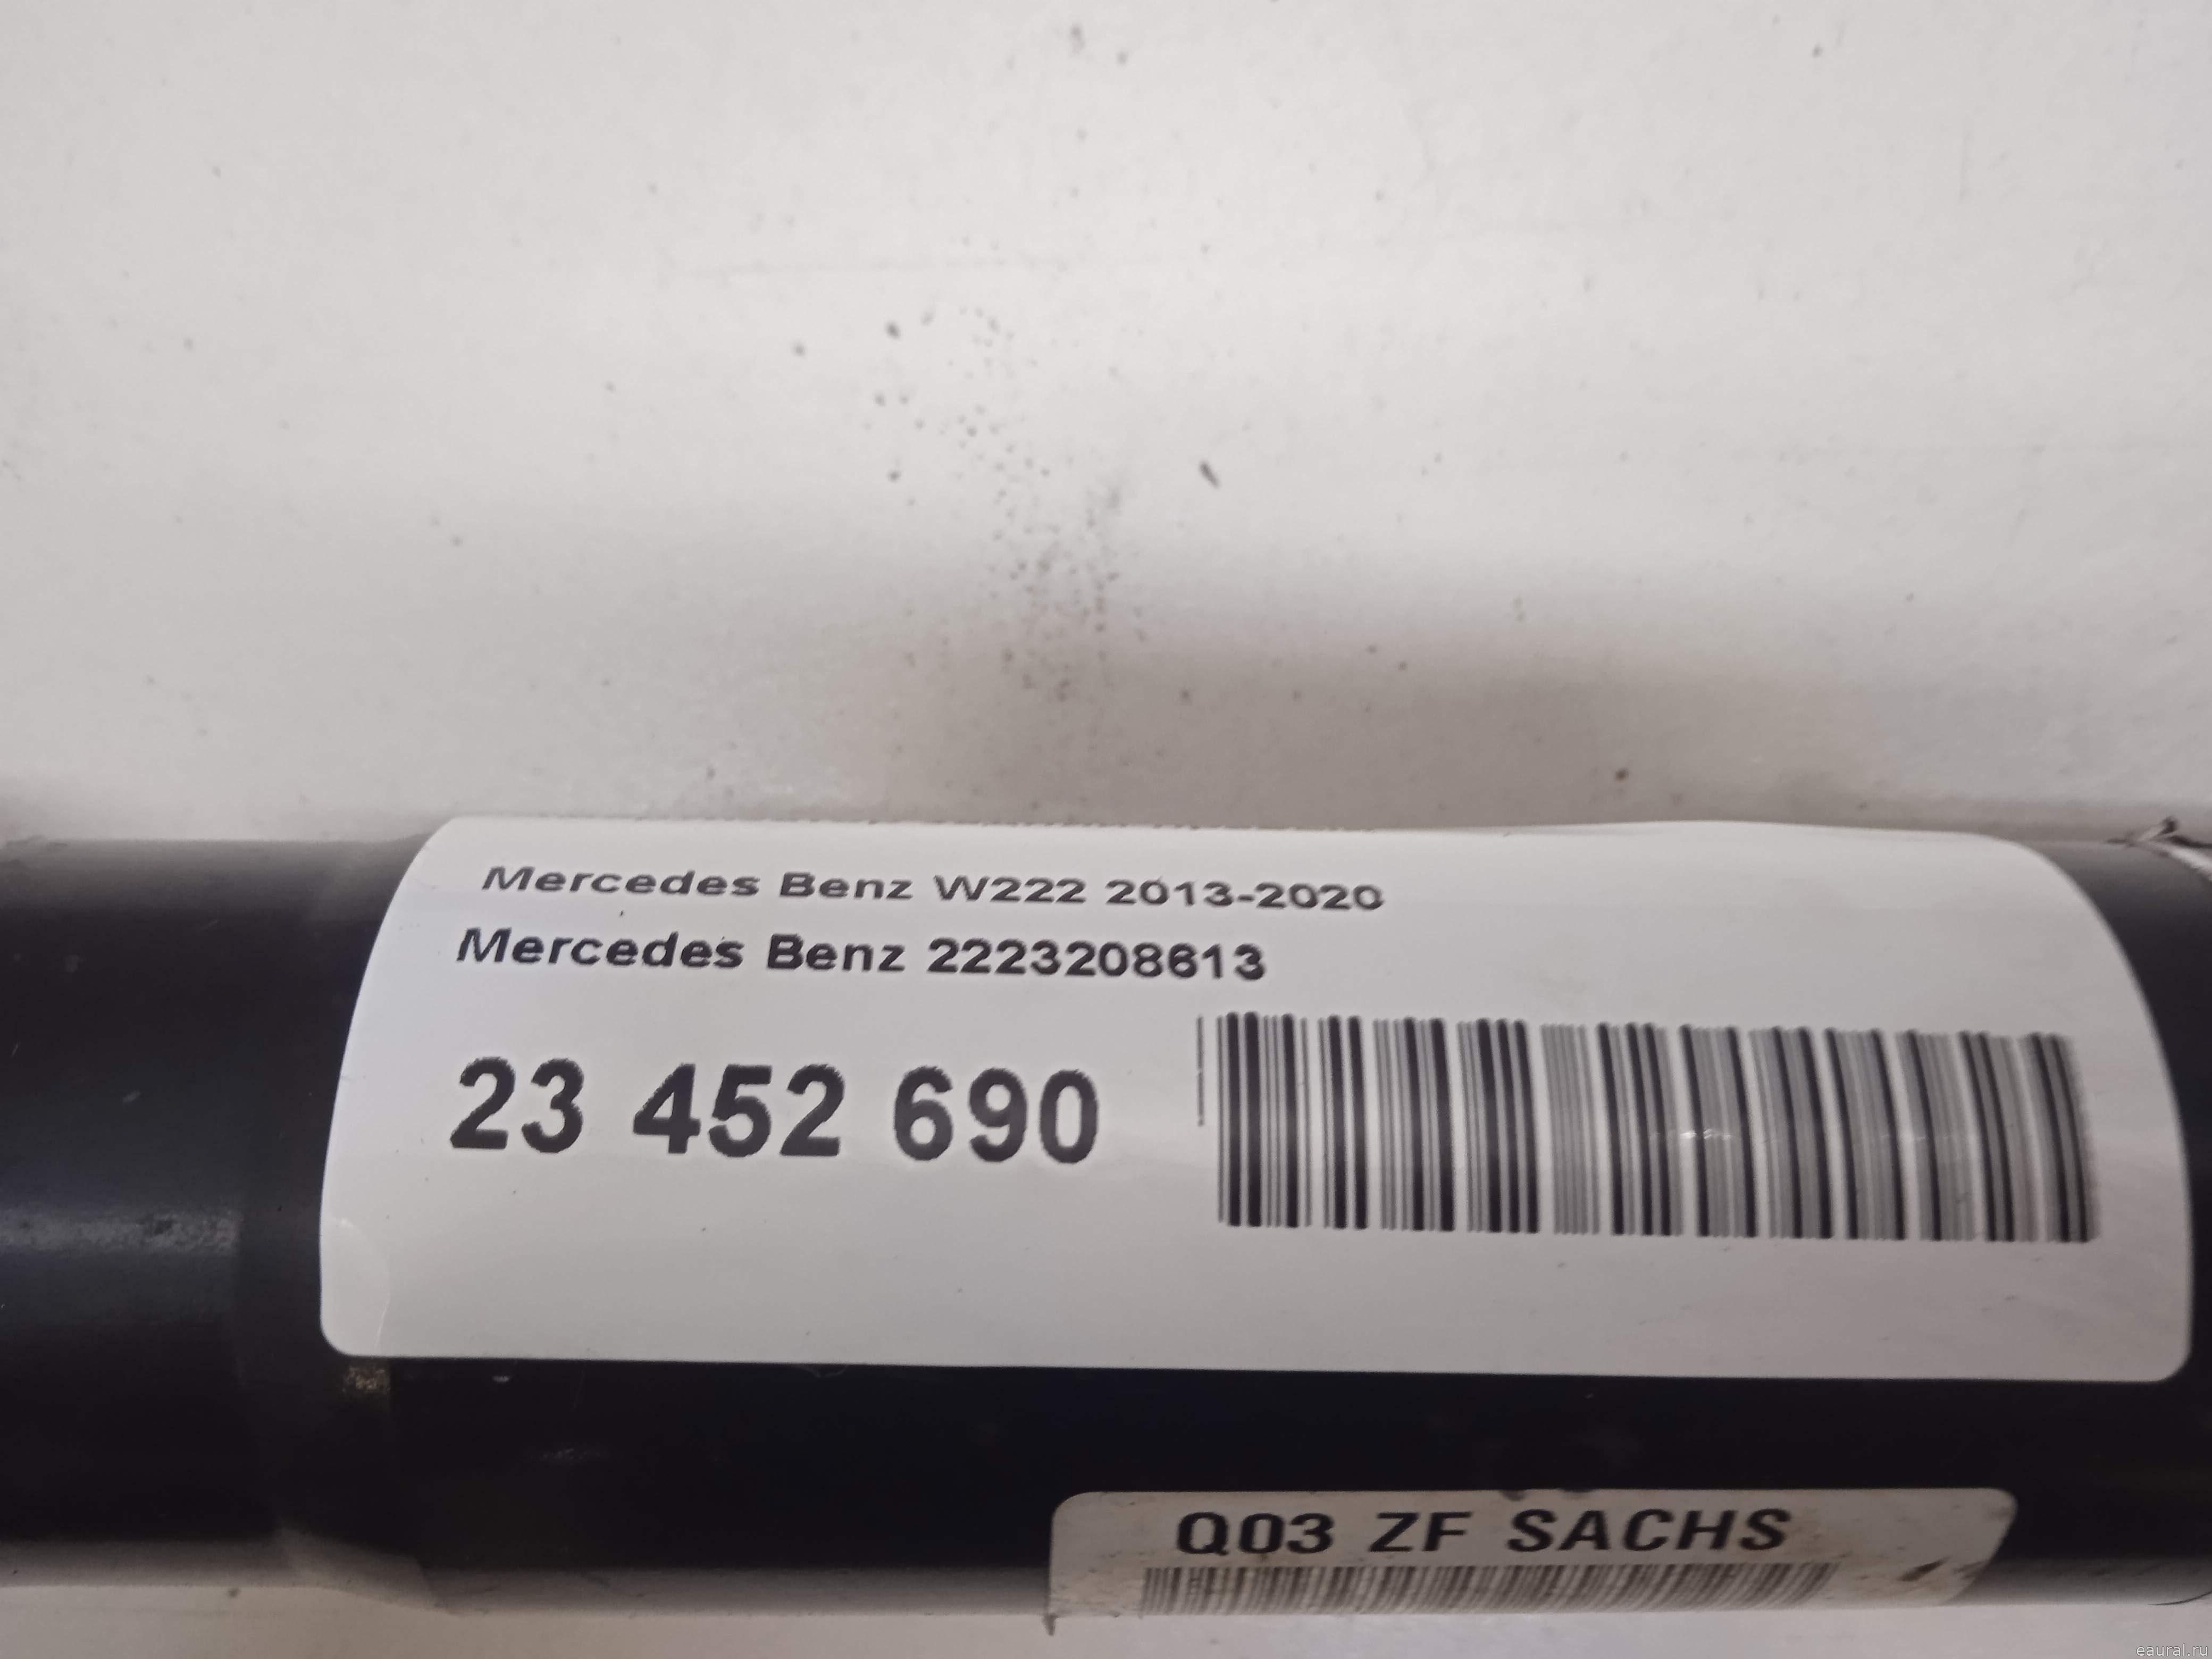 Mercedes Benz W222 2013-2020
Mercedes Benz 2223208613
23 452 690
Q03 ZF SACHS
eaural.ru